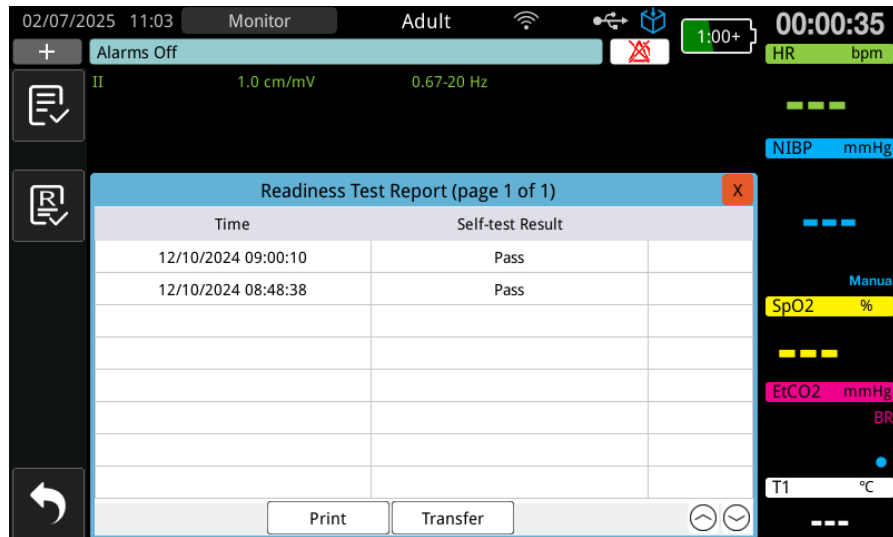 02/07/2025 11:03 Monitor Adult 1:00+ 00:00:35
+ Alarms Off
HR bpm
II 1.0 cm/mV 0.67-20 Hz
---
NIBP mmHg
R
Readiness Test Report (page 1 of 1) X
Time Self-test Result
12/10/2024 09:00:10 Pass
12/10/2024 08:48:38 Pass
---
Manua
SpO2 %
---
EtCO2 mmHg
BR
T1 °C
---
Print Transfer